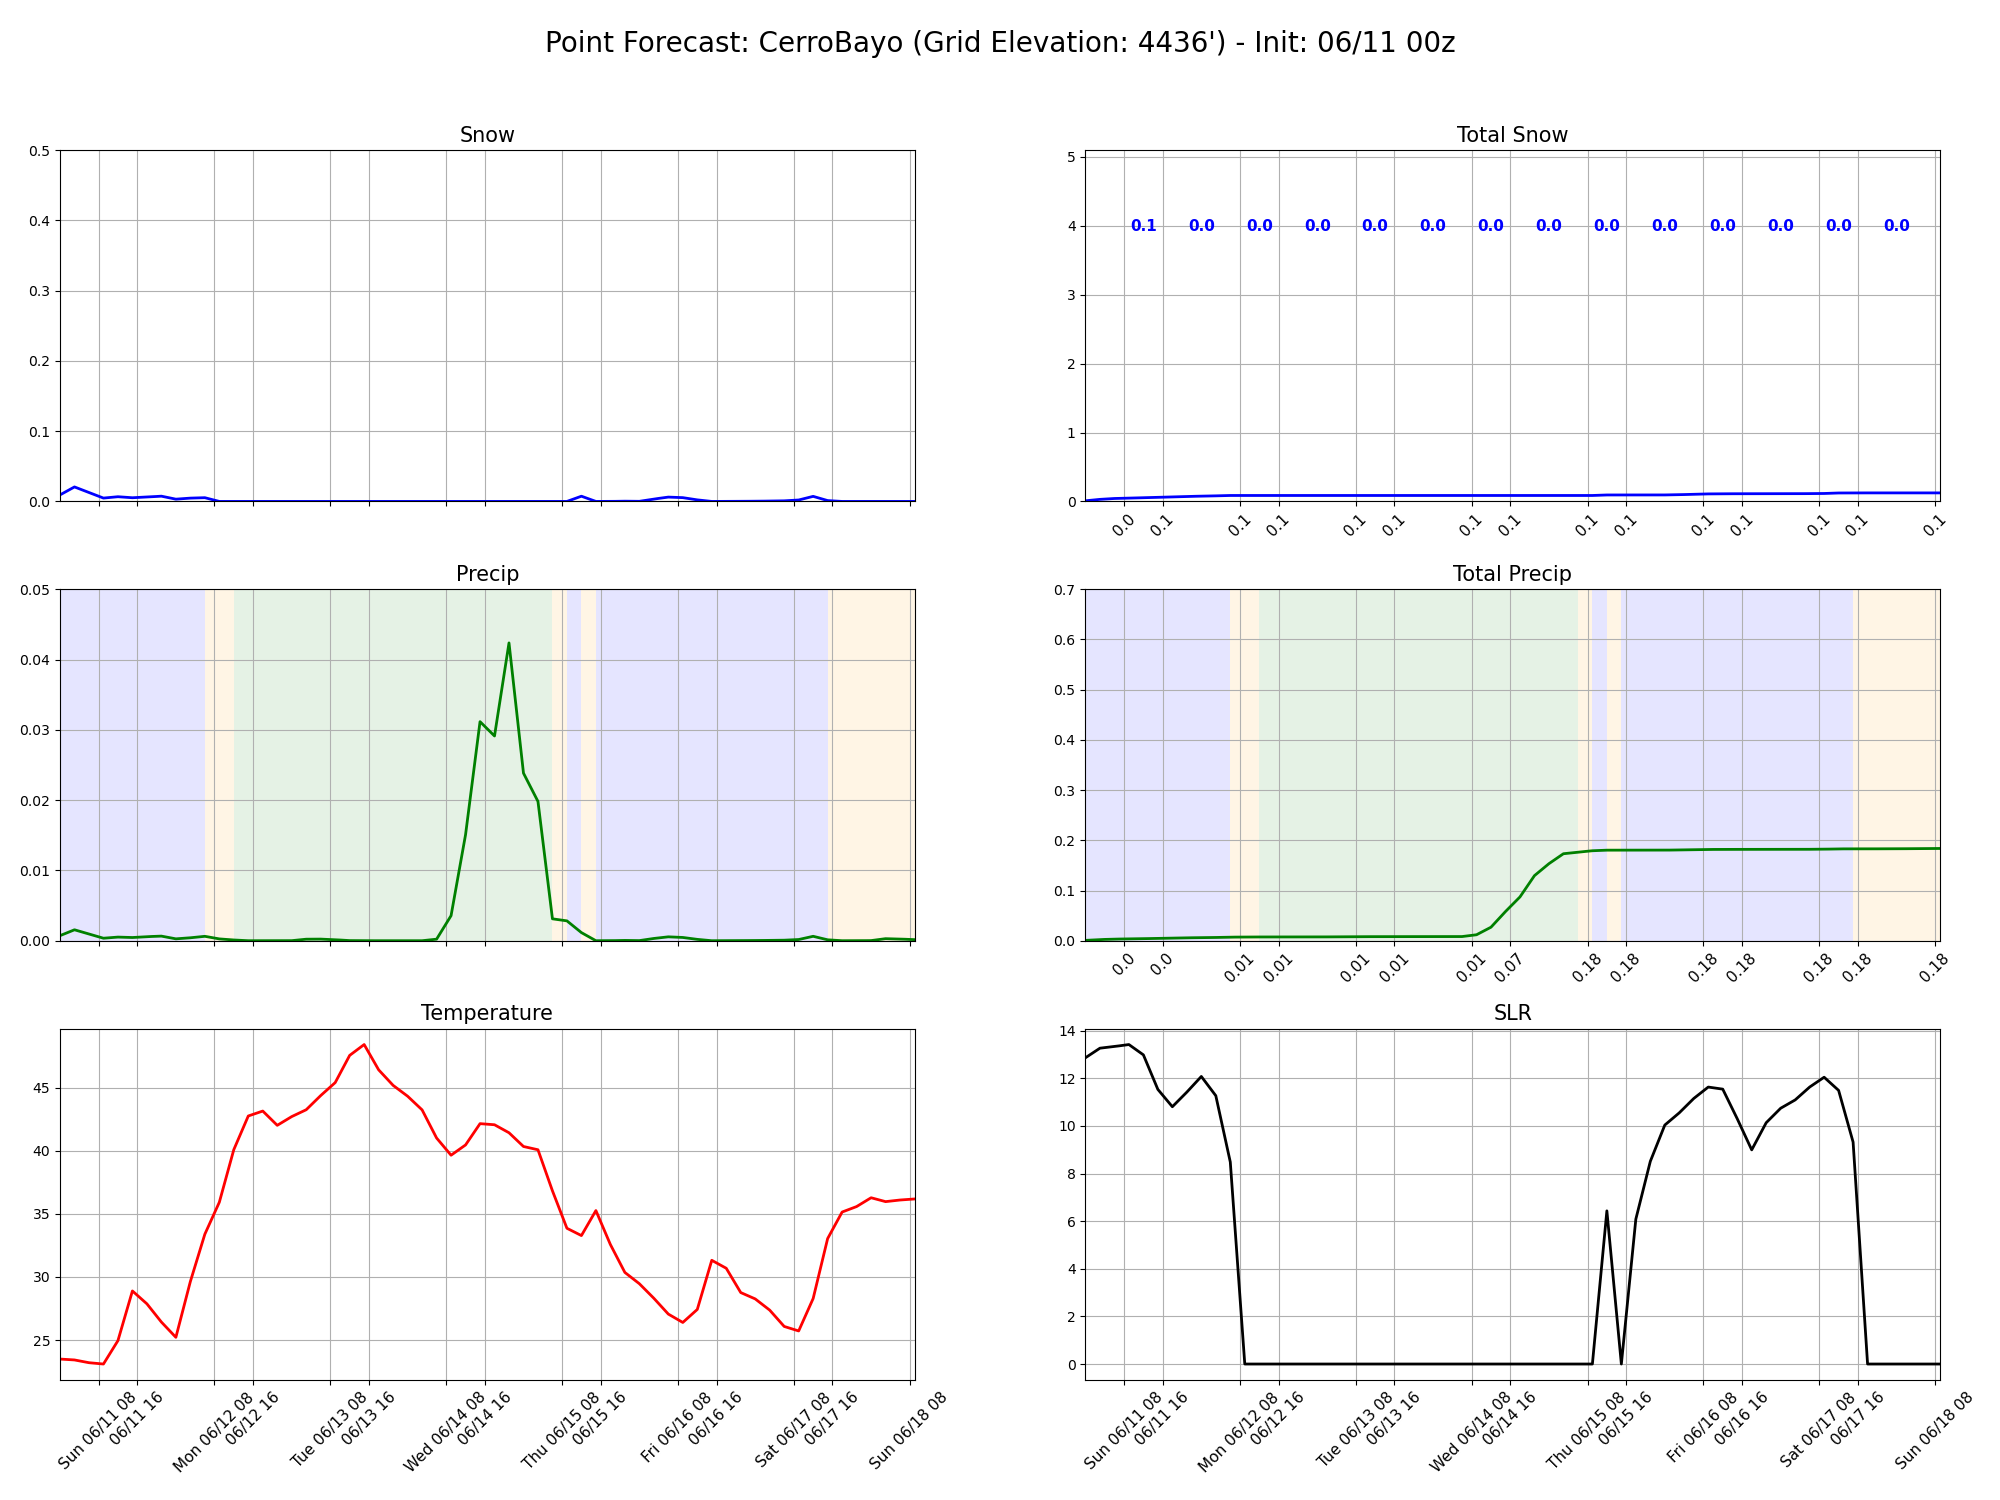 Point Forecast: CerroBayo (Grid Elevation: 4436') - Init: 06/11 00z
Snow
0.5
0.4
0.3
0.2
0.1
0.0
Total Snow
5
4
3
2
1
0
0.1 0.0 0.0 0.0 0.0 0.0 0.0 0.0 0.0 0.0 0.0 0.0 0.0 0.0
0.0 0.1 0.1 0.1 0.1 0.1 0.1 0.1 0.1 0.1 0.1 0.1 0.1 0.1 0.1
Precip
0.05
0.04
0.03
0.02
0.01
0.00
Total Precip
0.7
0.6
0.5
0.4
0.3
0.2
0.1
0.0
0.0 0.0 0.01 0.01 0.01 0.01 0.01 0.07 0.18 0.18 0.18 0.18 0.18 0.18 0.18
Temperature
45
40
35
30
25
Sun 06/11 08
06/11 16
Mon 06/12 08
06/12 16
Tue 06/13 08
06/13 16
Wed 06/14 08
06/14 16
Thu 06/15 08
06/15 16
Fri 06/16 08
06/16 16
Sat 06/17 08
06/17 16
Sun 06/18 08
SLR
14
12
10
8
6
4
2
0
Sun 06/11 08
06/11 16
Mon 06/12 08
06/12 16
Tue 06/13 08
06/13 16
Wed 06/14 08
06/14 16
Thu 06/15 08
06/15 16
Fri 06/16 08
06/16 16
Sat 06/17 08
06/17 16
Sun 06/18 08